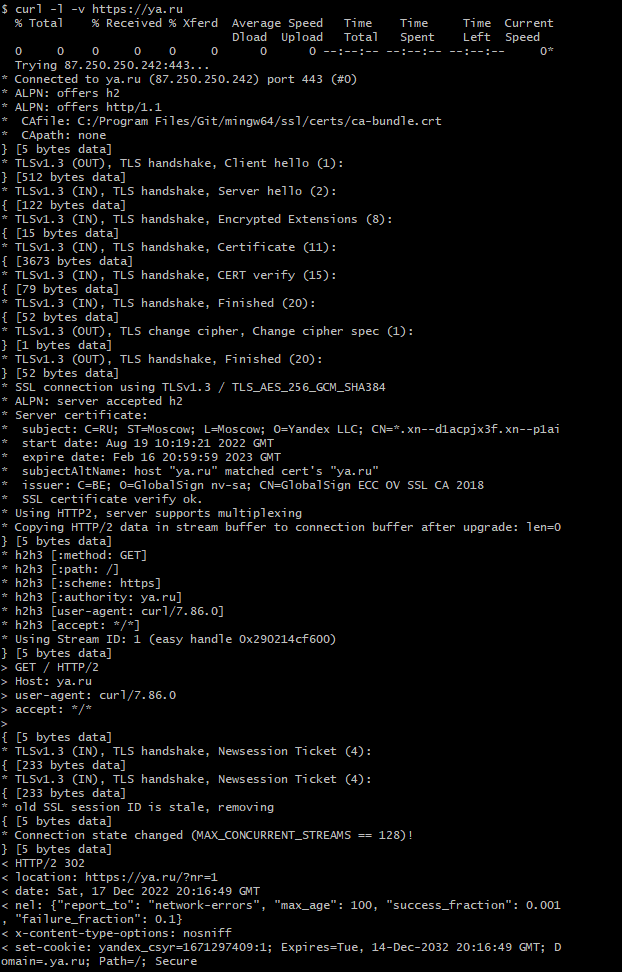 $ curl -l -v https://ya.ru
  % Total    % Received % Xferd  Average Speed   Time    Time     Time  Current
                                 Dload  Upload   Total   Spent    Left  Speed
  0     0    0     0    0     0      0      0 --:--:-- --:--:-- --:--:--     0*
  Trying 87.250.250.242:443...
* Connected to ya.ru (87.250.250.242) port 443 (#0)
* ALPN: offers h2
* ALPN: offers http/1.1
*  CAfile: C:/Program Files/Git/mingw64/ssl/certs/ca-bundle.crt
*  CApath: none
} [5 bytes data]
* TLSv1.3 (OUT), TLS handshake, Client hello (1):
} [512 bytes data]
* TLSv1.3 (IN), TLS handshake, Server hello (2):
{ [122 bytes data]
* TLSv1.3 (IN), TLS handshake, Encrypted Extensions (8):
{ [15 bytes data]
* TLSv1.3 (IN), TLS handshake, Certificate (11):
{ [3673 bytes data]
* TLSv1.3 (IN), TLS handshake, CERT verify (15):
{ [79 bytes data]
* TLSv1.3 (IN), TLS handshake, Finished (20):
{ [52 bytes data]
* TLSv1.3 (OUT), TLS change cipher, Change cipher spec (1):
} [1 bytes data]
* TLSv1.3 (OUT), TLS handshake, Finished (20):
} [52 bytes data]
* SSL connection using TLSv1.3 / TLS_AES_256_GCM_SHA384
* ALPN: server accepted h2
* Server certificate:
*  subject: C=RU; ST=Moscow; L=Moscow; O=Yandex LLC; CN=*.xn--d1acpjx3f.xn--p1ai
*  start date: Aug 19 10:19:21 2022 GMT
*  expire date: Feb 16 20:59:59 2023 GMT
*  subjectAltName: host "ya.ru" matched cert's "ya.ru"
*  issuer: C=BE; O=GlobalSign nv-sa; CN=GlobalSign ECC OV SSL CA 2018
*  SSL certificate verify ok.
* Using HTTP2, server supports multiplexing
* Copying HTTP/2 data in stream buffer to connection buffer after upgrade: len=0
} [5 bytes data]
* h2h3 [:method: GET]
* h2h3 [:path: /]
* h2h3 [:scheme: https]
* h2h3 [:authority: ya.ru]
* h2h3 [user-agent: curl/7.86.0]
* h2h3 [accept: */*]
* Using Stream ID: 1 (easy handle 0x290214cf600)
} [5 bytes data]
> GET / HTTP/2
> Host: ya.ru
> user-agent: curl/7.86.0
> accept: */*
>
{ [5 bytes data]
* TLSv1.3 (IN), TLS handshake, Newsession Ticket (4):
{ [233 bytes data]
* TLSv1.3 (IN), TLS handshake, Newsession Ticket (4):
{ [233 bytes data]
* old SSL session ID is stale, removing
{ [5 bytes data]
* Connection state changed (MAX_CONCURRENT_STREAMS == 128)!
} [5 bytes data]
< HTTP/2 302
< location: https://ya.ru/?nr=1
< date: Sat, 17 Dec 2022 20:16:49 GMT
< nel: {"report_to": "network-errors", "max_age": 100, "success_fraction": 0.001
, "failure_fraction": 0.1}
< x-content-type-options: nosniff
< set-cookie: yandex_csyr=1671297409:1; Expires=Tue, 14-Dec-2032 20:16:49 GMT; D
omain=.ya.ru; Path=/; Secure